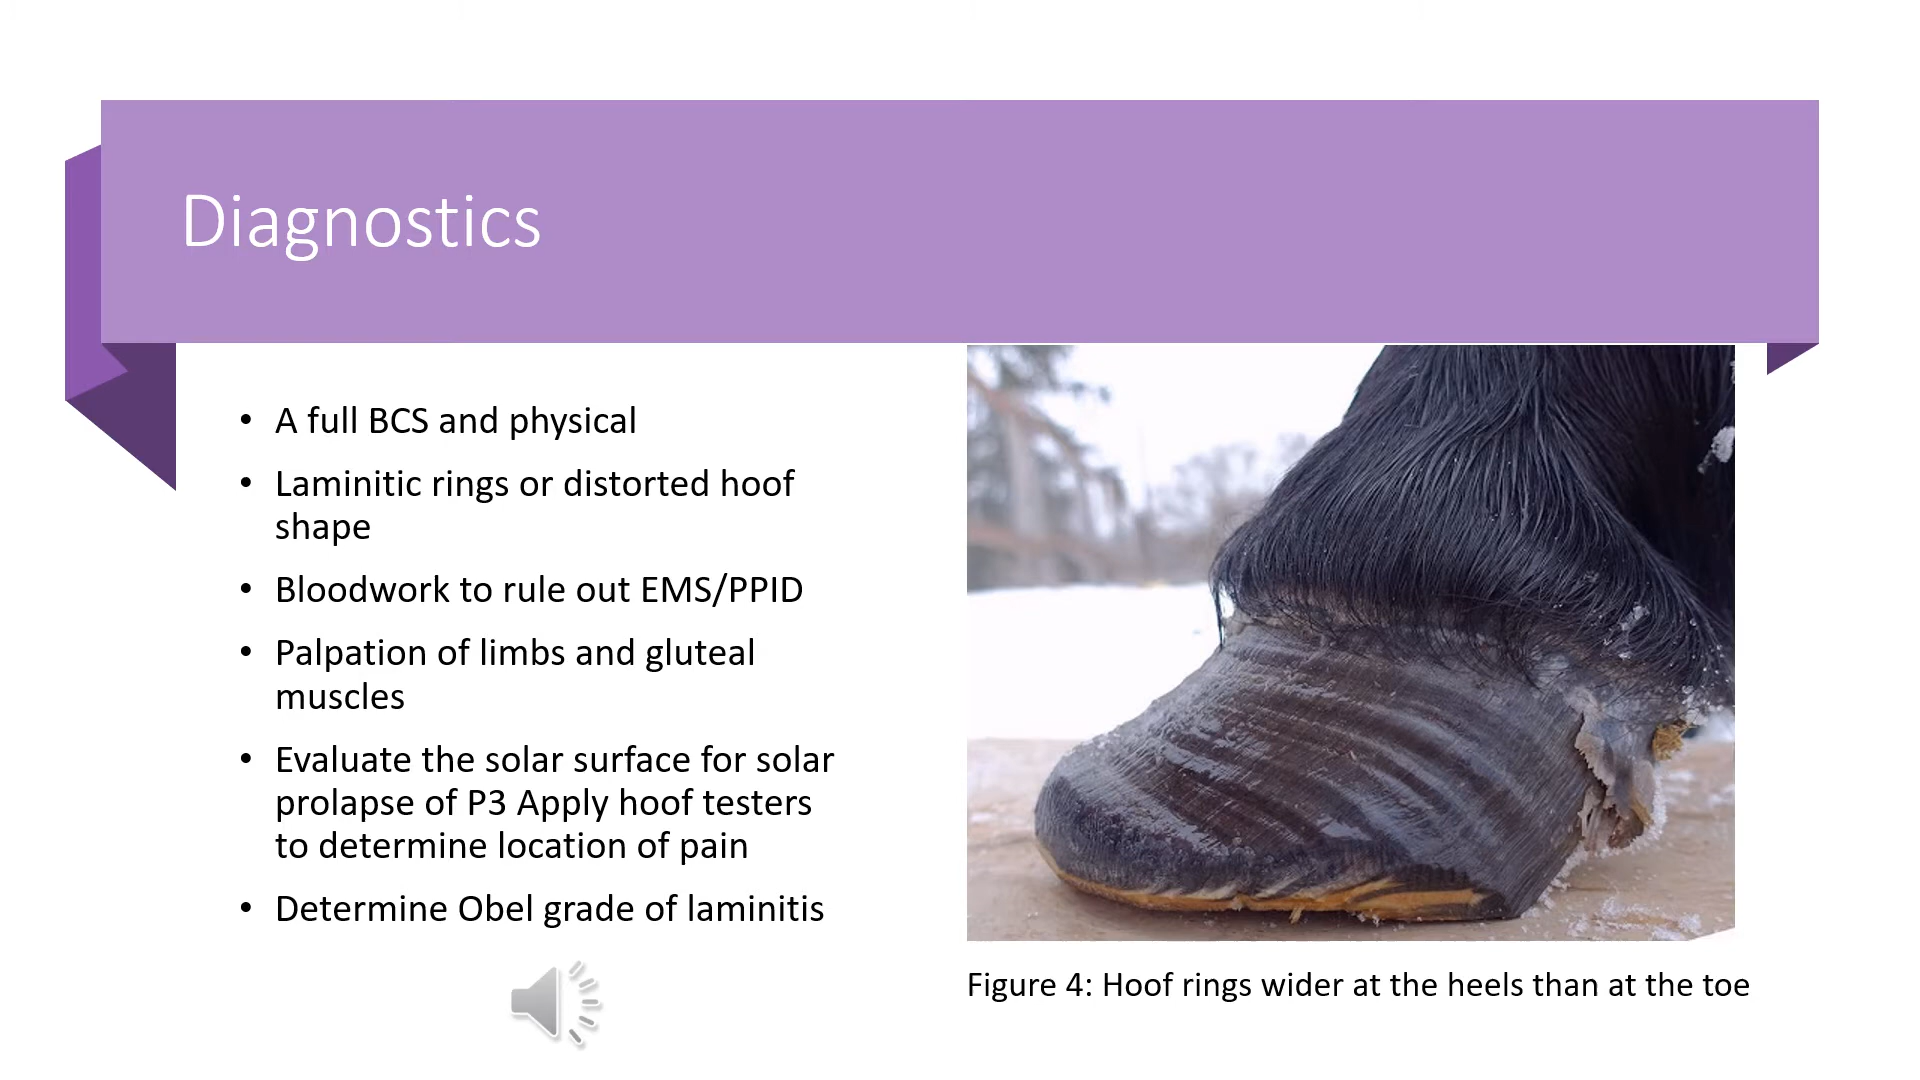 Diagnostics
• A full BCS and physical
• Laminitic rings or distorted hoof
shape
• Bloodwork to rule out EMS/PPID
• Palpation of limbs and gluteal
muscles
• Evaluate the solar surface for solar
prolapse of P3 Apply hoof testers
to determine location of pain
• Determine Obel grade of laminitis
Figure 4: Hoof rings wider at the heels than at the toe